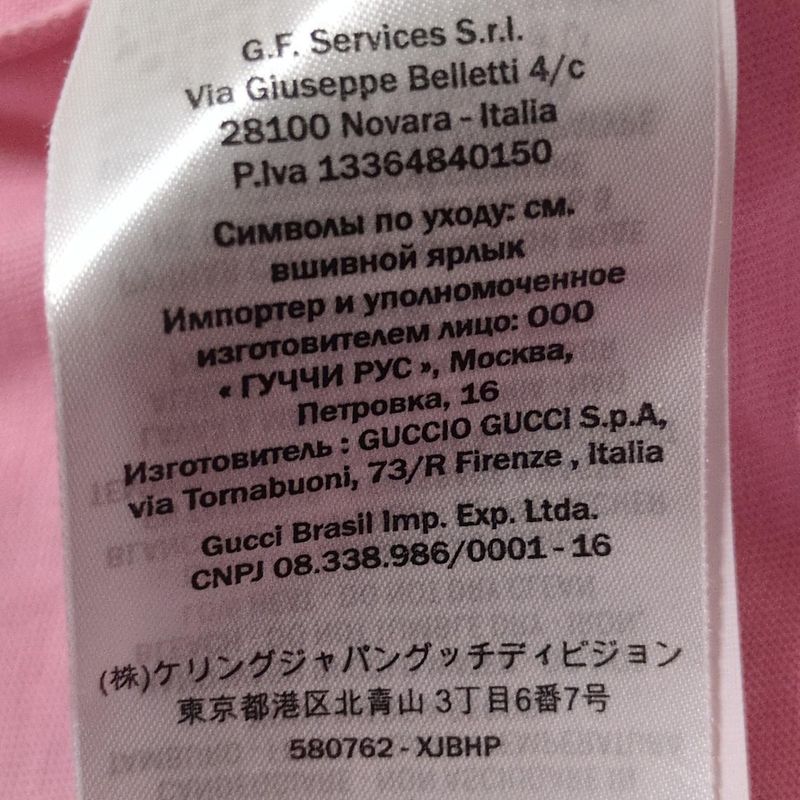 G.F. Services S.r.l.
Via Giuseppe Belletti 4/c
28100 Novara - Italia
P.Iva 13364840150
Символы по уходу: см.
вшивной ярлык
Импортер и уполномоченное
изготовителем лицо: ООО
« ГУЧЧИ РУС », Москва,
Петровка, 16
Изготовитель : GUCCIO GUCCI S.p.A,
via Tornabuoni, 73/R Firenze , Italia
Gucci Brasil Imp. Exp. Ltda.
CNPJ 08.338.986/0001 - 16
(株)ケリングジャパングッチディビジョン
東京都港区北青山 3丁目6番7号
580762 - XJBHP